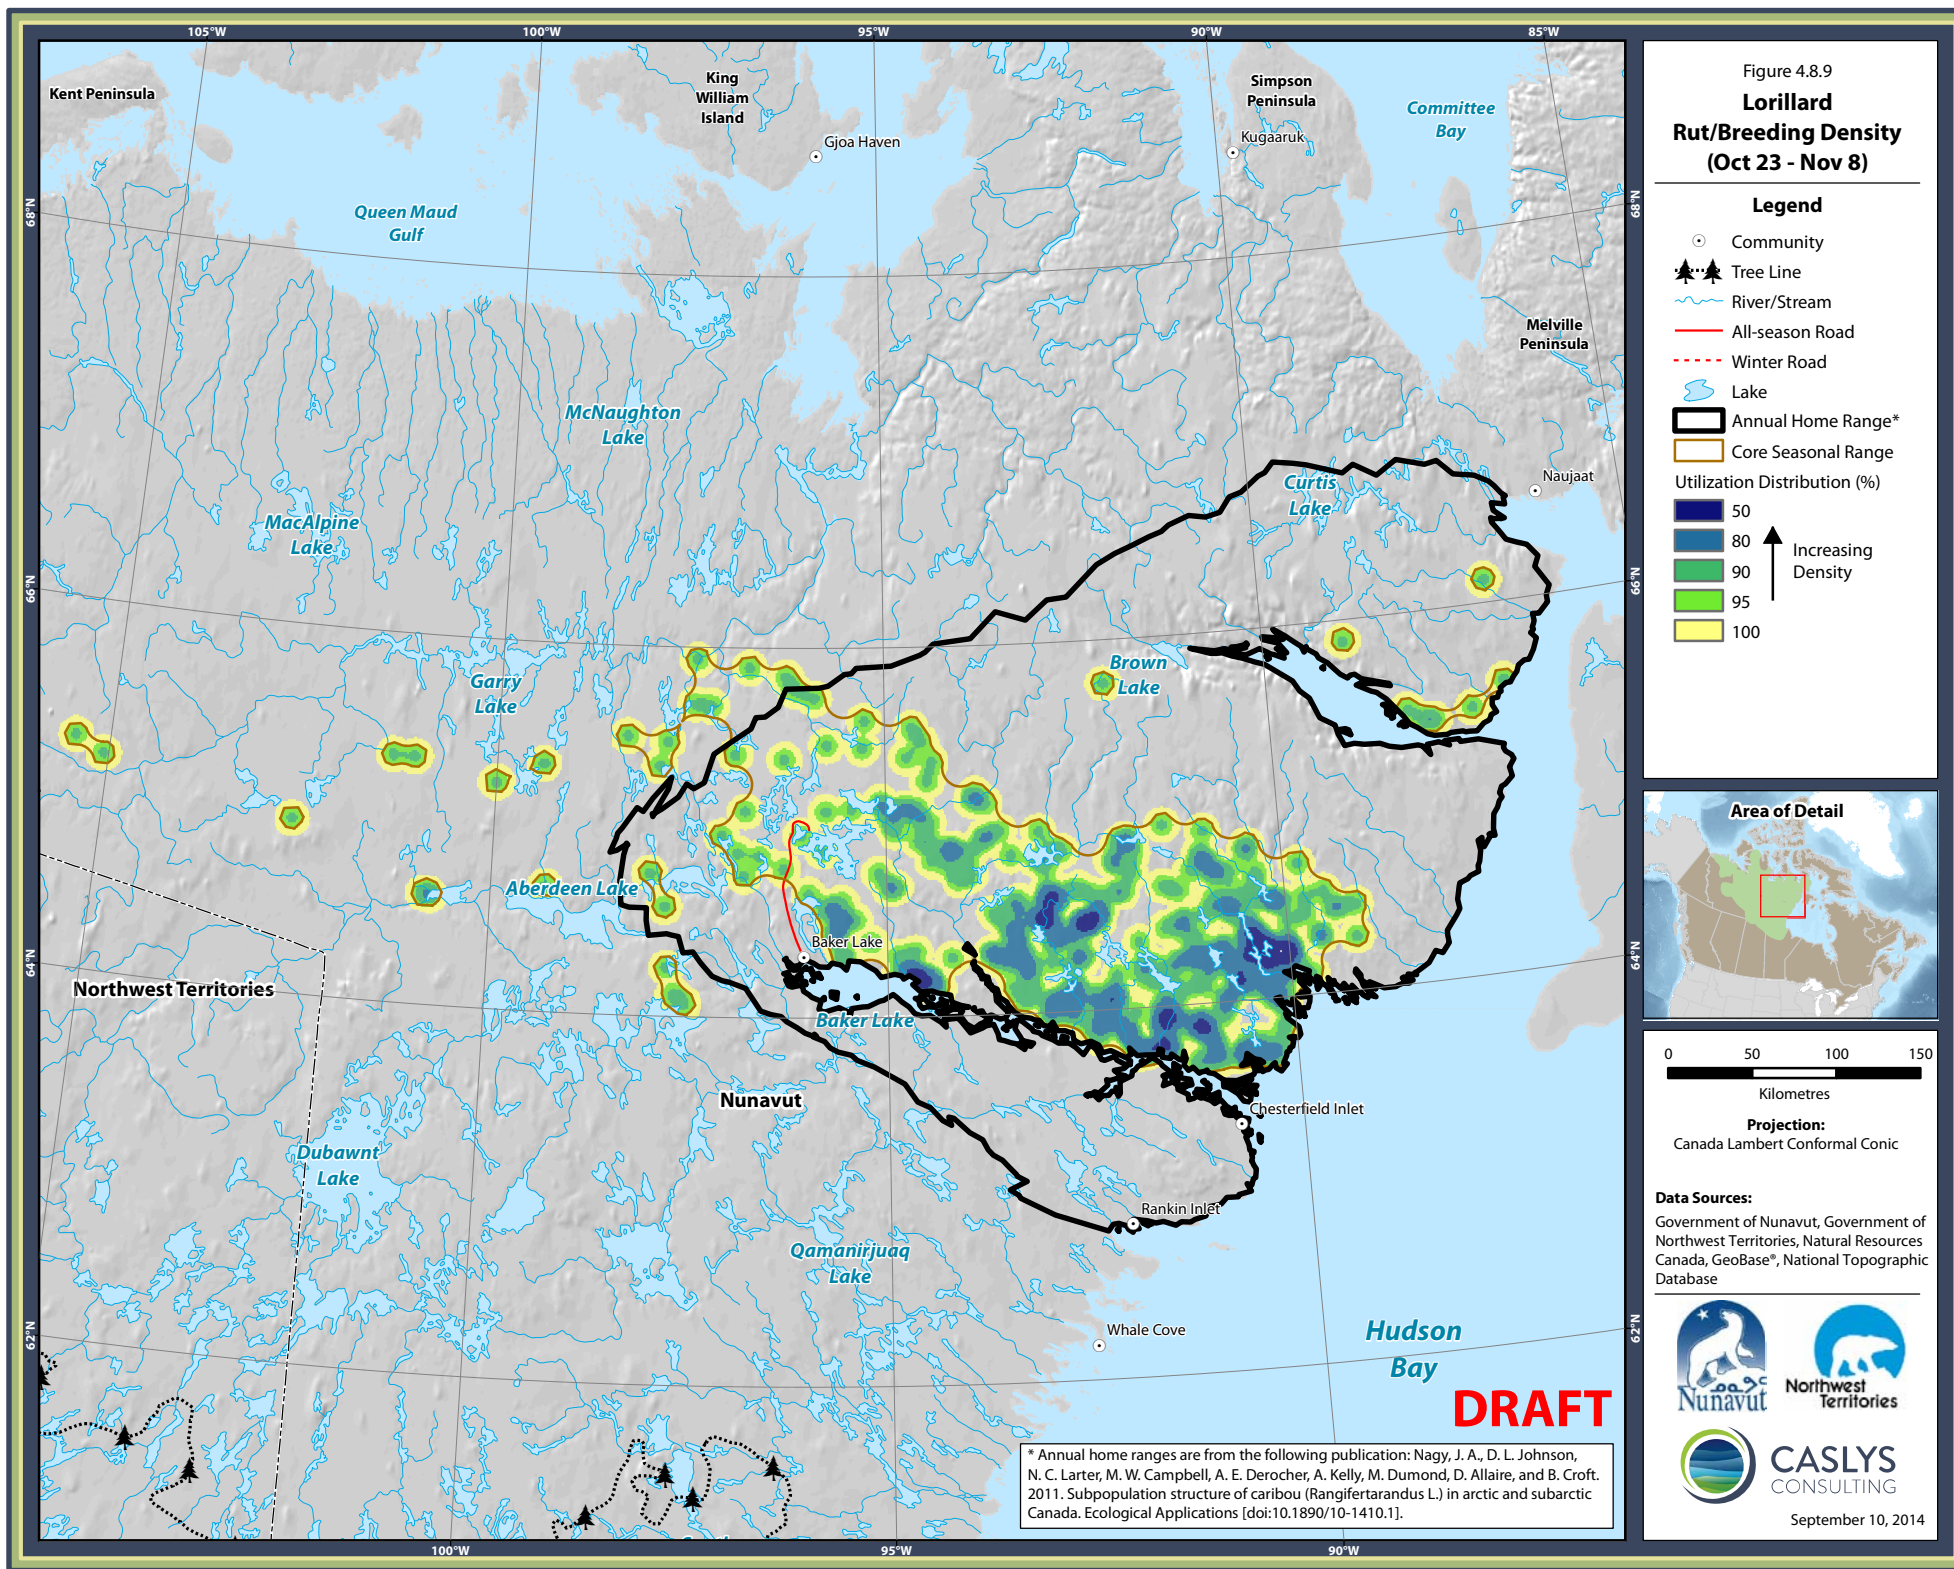 105°W
100°W
95°W
90°W
85°W
Kent Peninsula
King
William
Island
Gjoa Haven
Simpson
Peninsula
Kugaaruk
Committee
Bay
68°N
68°N
Queen Maud
Gulf
Melville
Peninsula
McNaughton
Lake
Naujaat
Curtis
Lake
MacAlpine
Lake
66°N
66°N
Brown
Lake
Garry
Lake
Aberdeen Lake
Baker Lake
64°N
64°N
Northwest Territories
Baker Lake
Nunavut
Chesterfield Inlet
Dubawnt
Lake
Rankin Inlet
Qamanirjuaq
Lake
62°N
62°N
Whale Cove
Hudson
Bay
DRAFT
* Annual home ranges are from the following publication: Nagy, J. A., D. L. Johnson,
N. C. Larter, M. W. Campbell, A. E. Derocher, A. Kelly, M. Dumond, D. Allaire, and B. Croft.
2011. Subpopulation structure of caribou (Rangifertarandus L.) in arctic and subarctic
Canada. Ecological Applications [doi:10.1890/10-1410.1].
100°W
95°W
90°W
Figure 4.8.9
Lorillard
Rut/Breeding Density
(Oct 23 - Nov 8)
Legend
Community
Tree Line
River/Stream
All-season Road
Winter Road
Lake
Annual Home Range*
Core Seasonal Range
Utilization Distribution (%)
50
80
90
95
100
Increasing
Density
Area of Detail
0 50 100 150
Kilometres
Projection:
Canada Lambert Conformal Conic
Data Sources:
Government of Nunavut, Government of
Northwest Territories, Natural Resources
Canada, GeoBase®, National Topographic
Database
Nunavut
Northwest
Territories
CASLYS
CONSULTING
September 10, 2014